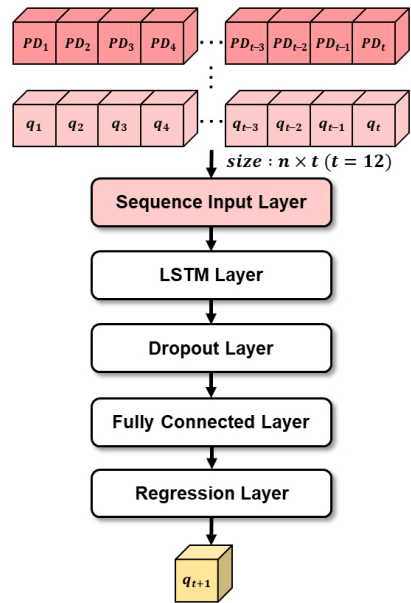 PD₁ PD₂ PD₃ PD₄ ··· PDₜ₋₃ PDₜ₋₂ PDₜ₋₁ PDₜ
q₁ q₂ q₃ q₄ ··· qₜ₋₃ qₜ₋₂ qₜ₋₁ qₜ
size : n × t (t = 12)
Sequence Input Layer
LSTM Layer
Dropout Layer
Fully Connected Layer
Regression Layer
qₜ₊₁